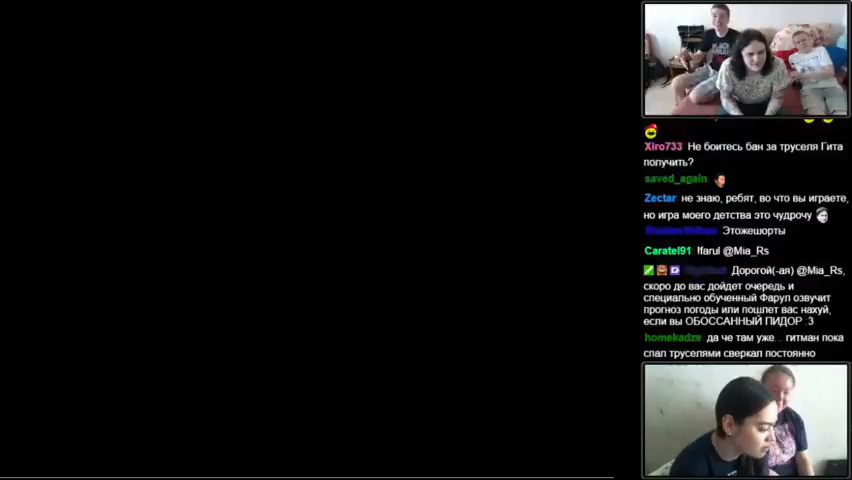 Xiro733 Не боитесь бан за труселя Гита
получить?
saved_again
Zectar не знаю, ребят, во что вы играете,
но игра моего детства это чудрочу
Этожешорты
Caratel91 !farul @Mia_Rs
Дорогой(-ая) @Mia_Rs,
скоро до вас дойдет очередь и
специально обученный Фарул озвучит
прогноз погоды или пошлет вас нахуй,
если вы ОБОССАННЫЙ ПИДОР :3
homekadze да че там уже... гитман пока
спал труселями сверкал постоянно